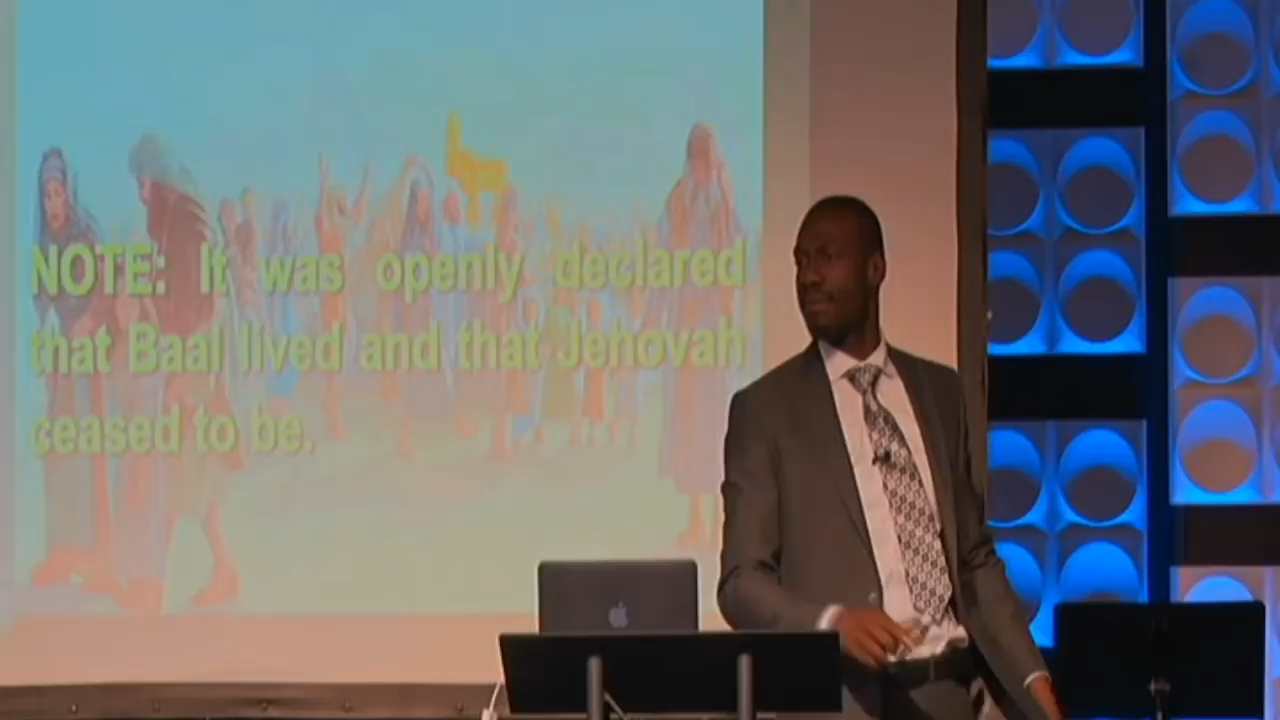 NOTE: It was openly declared
that Baal lived and that Jehovah
ceased to be.